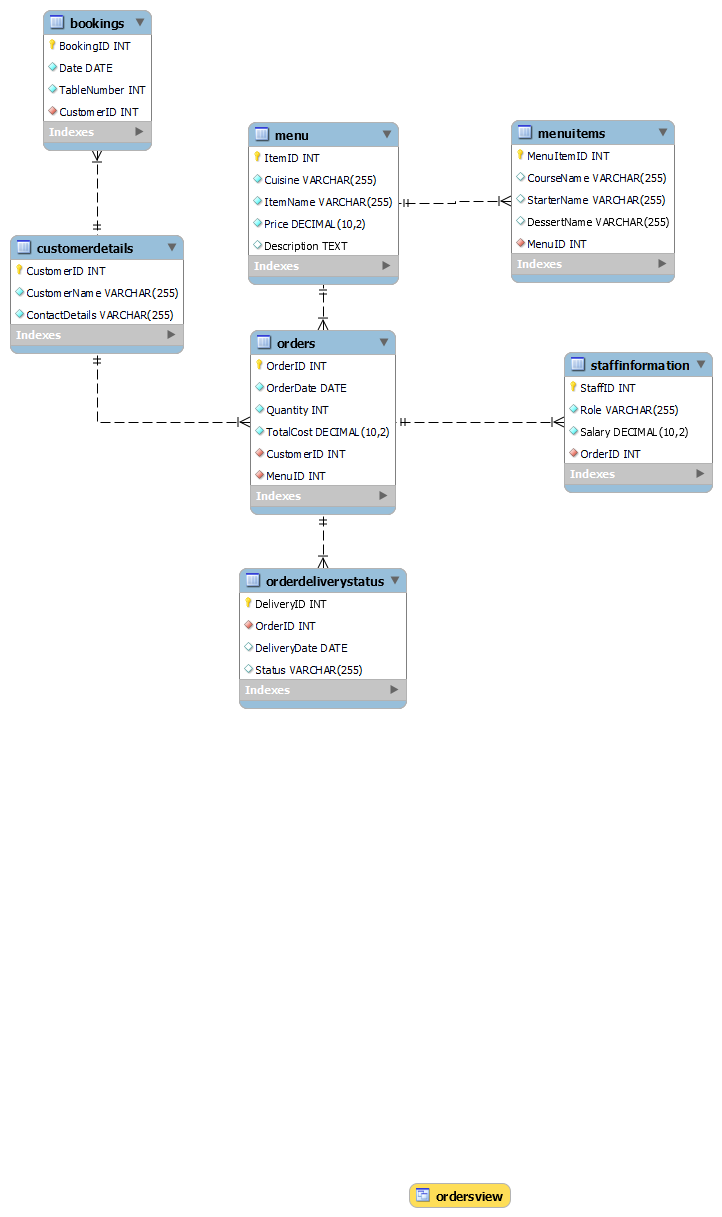 bookings
BookingID INT
Date DATE
TableNumber INT
CustomerID INT
Indexes
menu
ItemID INT
Cuisine VARCHAR(255)
ItemName VARCHAR(255)
Price DECIMAL(10,2)
Description TEXT
Indexes
menuitems
MenuItemID INT
CourseName VARCHAR(255)
StarterName VARCHAR(255)
DessertName VARCHAR(255)
MenuID INT
Indexes
customerdetails
CustomerID INT
CustomerName VARCHAR(255)
ContactDetails VARCHAR(255)
Indexes
orders
OrderID INT
OrderDate DATE
Quantity INT
TotalCost DECIMAL(10,2)
CustomerID INT
MenuID INT
Indexes
staffinformation
StaffID INT
Role VARCHAR(255)
Salary DECIMAL(10,2)
OrderID INT
Indexes
orderdeliverystatus
DeliveryID INT
OrderID INT
DeliveryDate DATE
Status VARCHAR(255)
Indexes
ordersview